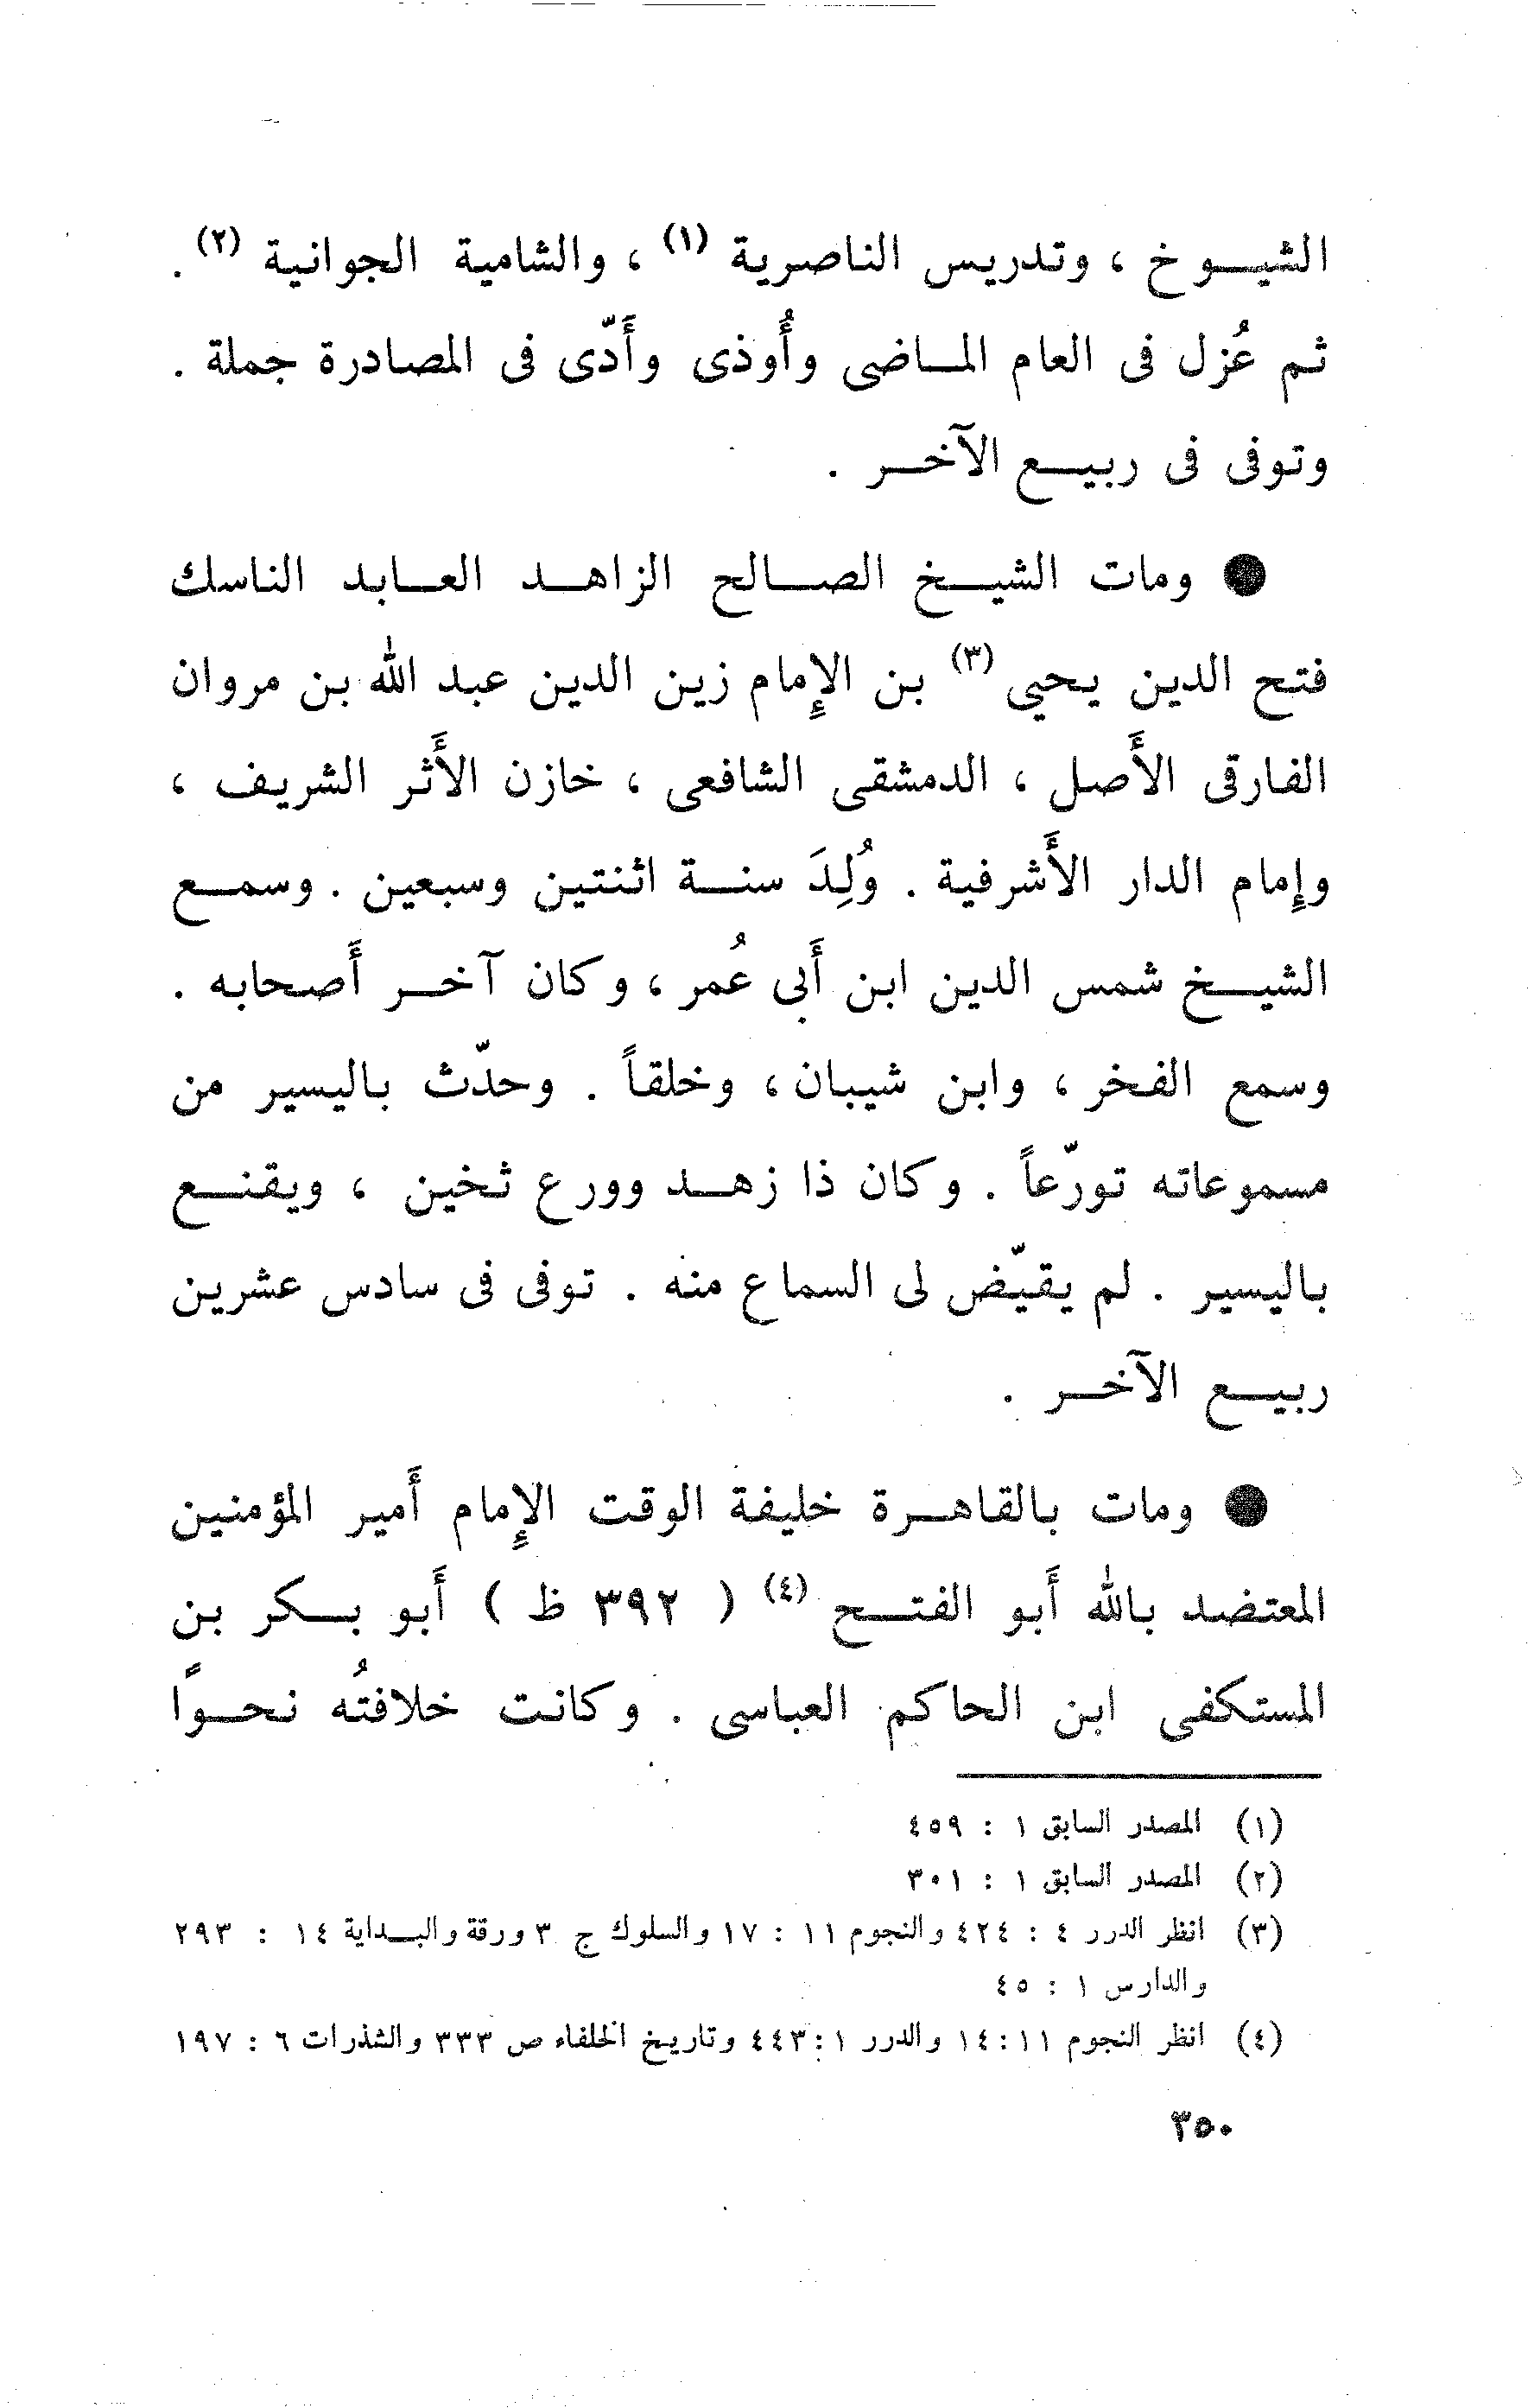 الشيوخ ، وتدريس الناصرية (١) ، والشامية الجوانية (٢) .
ثم عُزل فى العام الماضى وأُوذى وأَدّى فى المصادرة جملة .
وتوفى فى ربيع الآخر .
● ومات الشيخ الصالح الزاهد العابد الناسك
فتح الدين يحيي (٣) بن الإِمام زين الدين عبد الله بن مروان
الفارقى الأَصل ، الدمشقى الشافعى ، خازن الأَثر الشريف ،
وإِمام الدار الأَشرفية . وُلِدَ سنة اثنتين وسبعين . وسمع
الشيخ شمس الدين ابن أَبى عُمر ، وكان آخر أَصحابه .
وسمع الفخر ، وابن شيبان ، وخلقاً . وحدّث باليسير من
مسموعاته تورّعاً . وكان ذا زهد وورع ثخين ، ويقنع
باليسير . لم يقيّض لى السماع منه . توفى فى سادس عشرين
ربيع الآخر .
● ومات بالقاهرة خليفة الوقت الإِمام أَمير المؤمنين
المعتضد بالله أَبو الفتح (٤) ( ٣٩٢ ظ ) أَبو بكر بن
المستكفى ابن الحاكم العباسى . وكانت خلافتُه نحوًا
(١) المصدر السابق ١ : ٤٥٩
(٢) المصدر السابق ١ : ٣٠١
(٣) انظر الدرر ٤ : ٤٢٤ والنجوم ١١ : ١٧ والسلوك ج ٣ ورقة والبداية ١٤ : ٢٩٣
والدارس ١ : ٤٥
(٤) انظر النجوم ١١ : ١٤ والدرر ١ : ٤٤٣ وتاريخ الخلفاء ص ٣٣٣ والشذرات ٦ : ١٩٧
٣٥٠